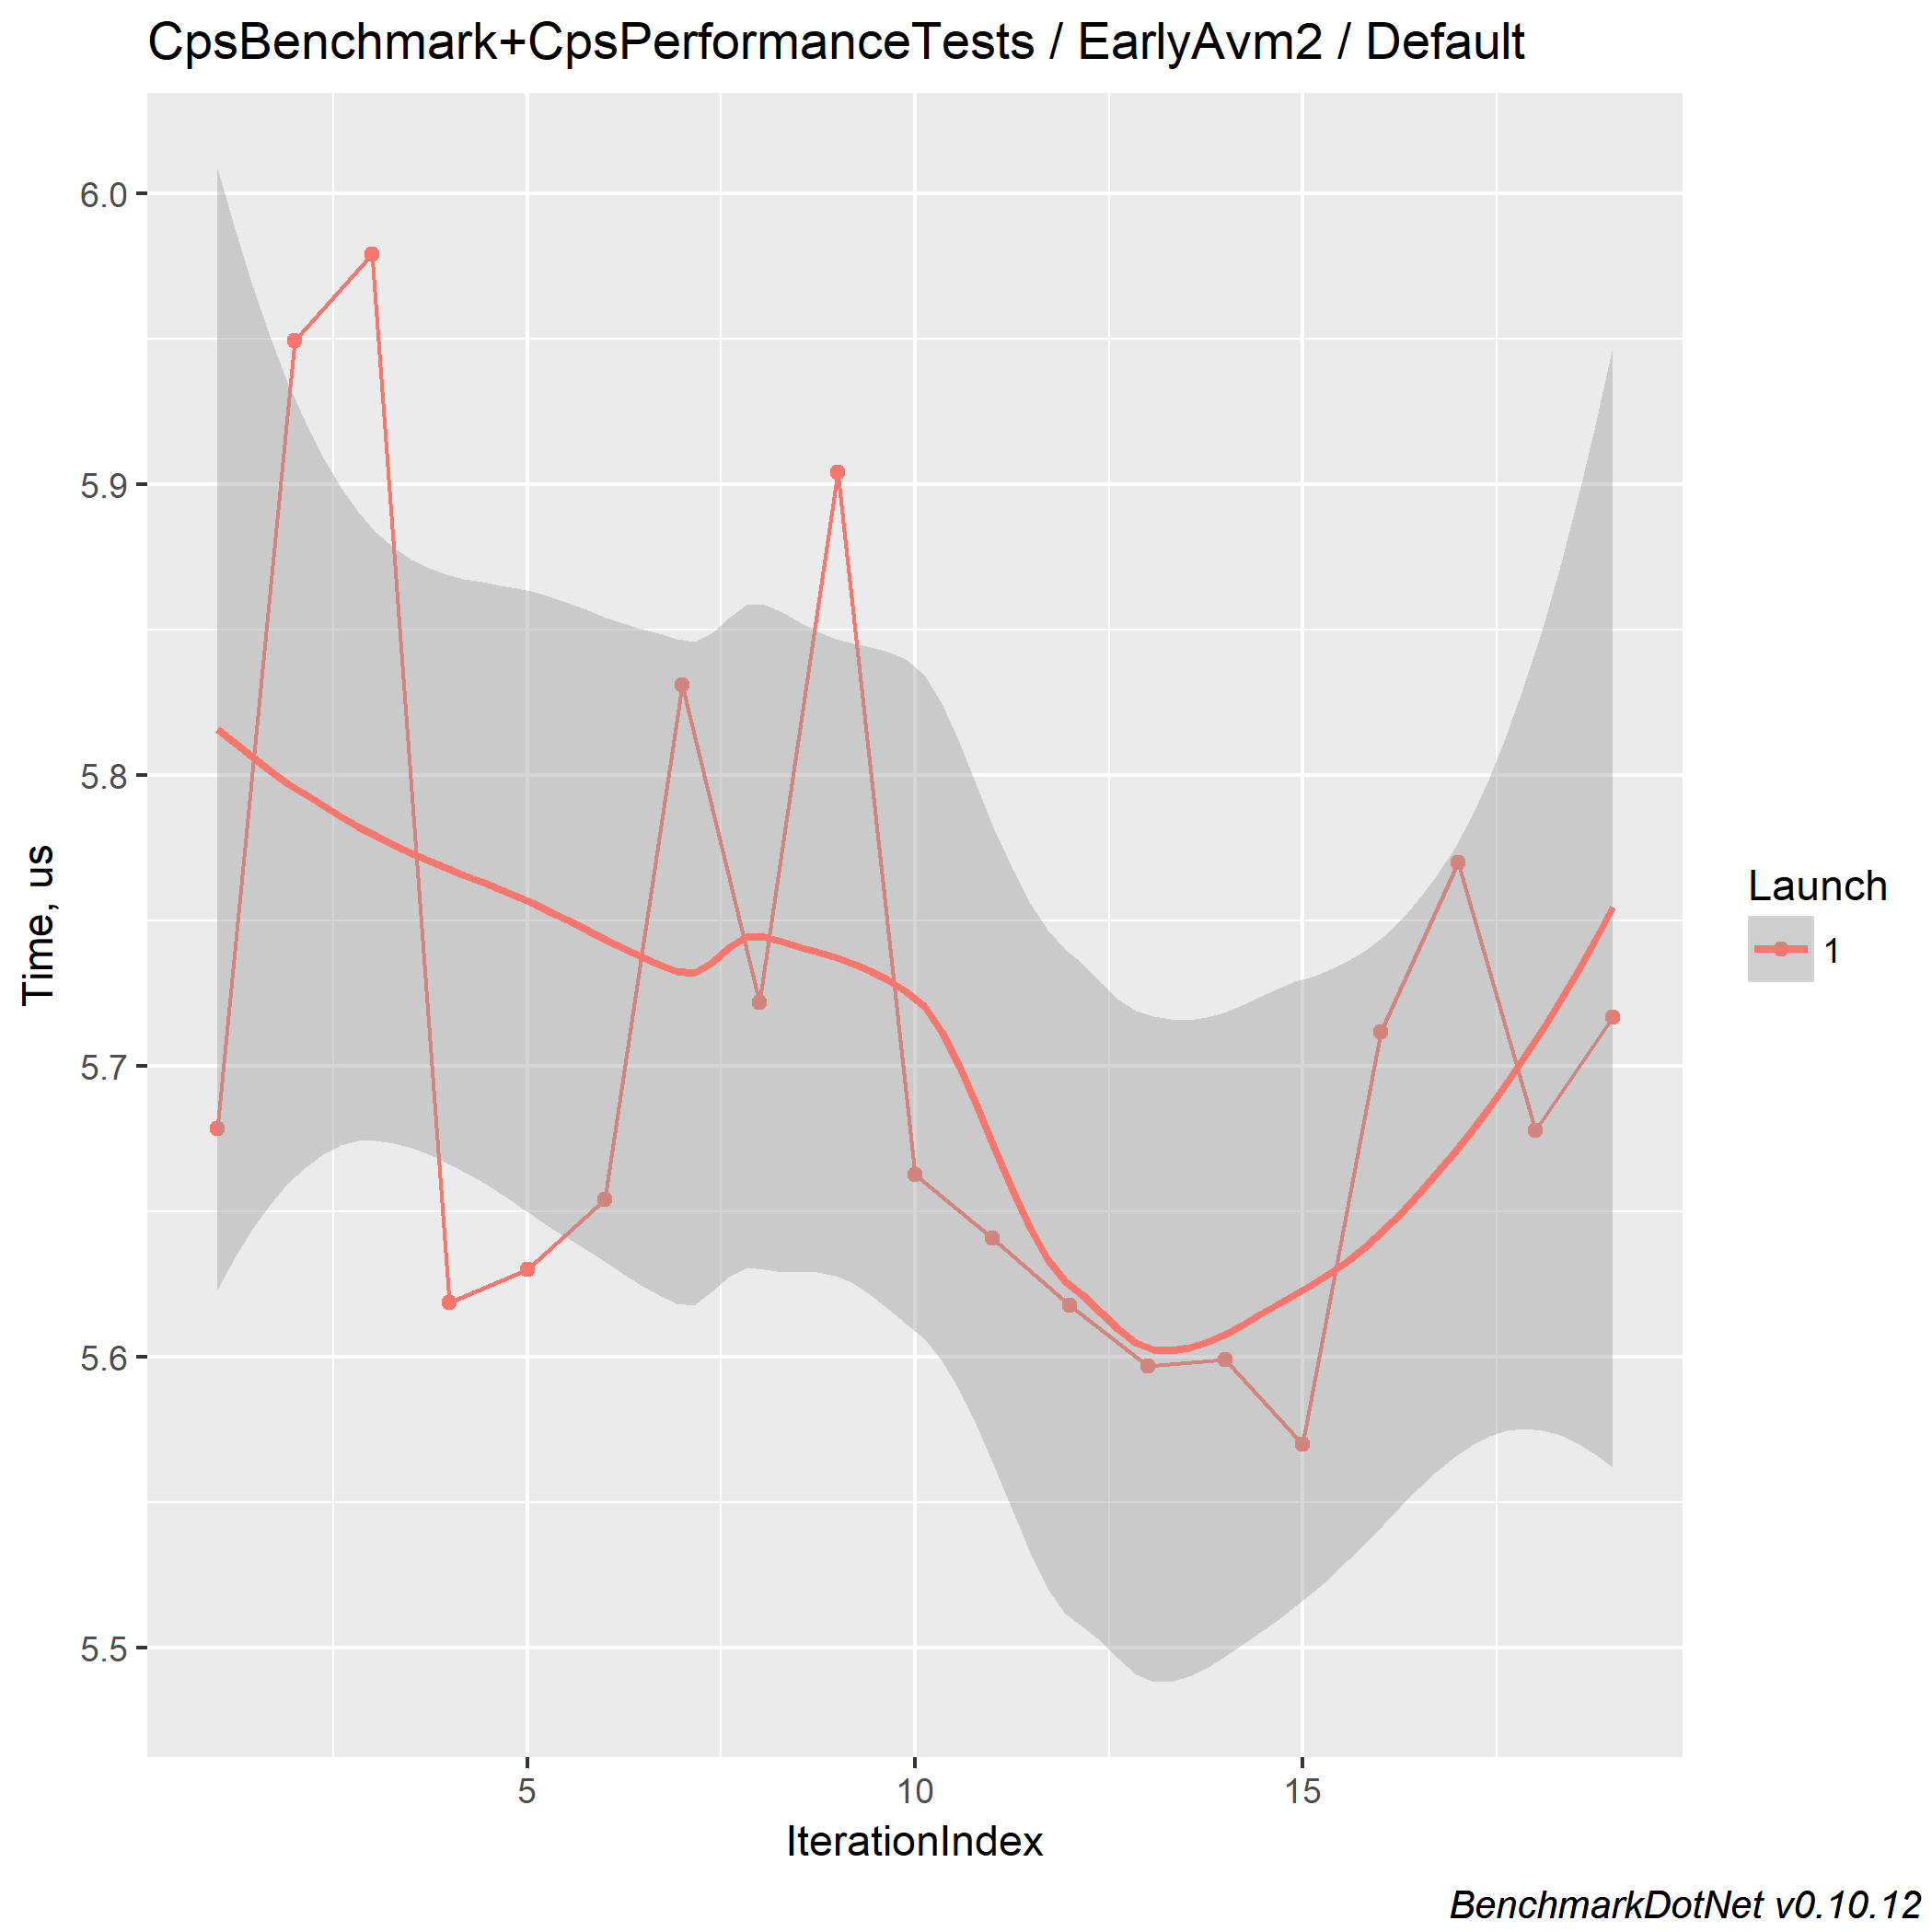 CpsBenchmark+CpsPerformanceTests / EarlyAvm2 / Default
6.0
5.9
5.8
5.7
5.6
5.5
Time, us
5 10 15
IterationIndex
Launch
1
BenchmarkDotNet v0.10.12